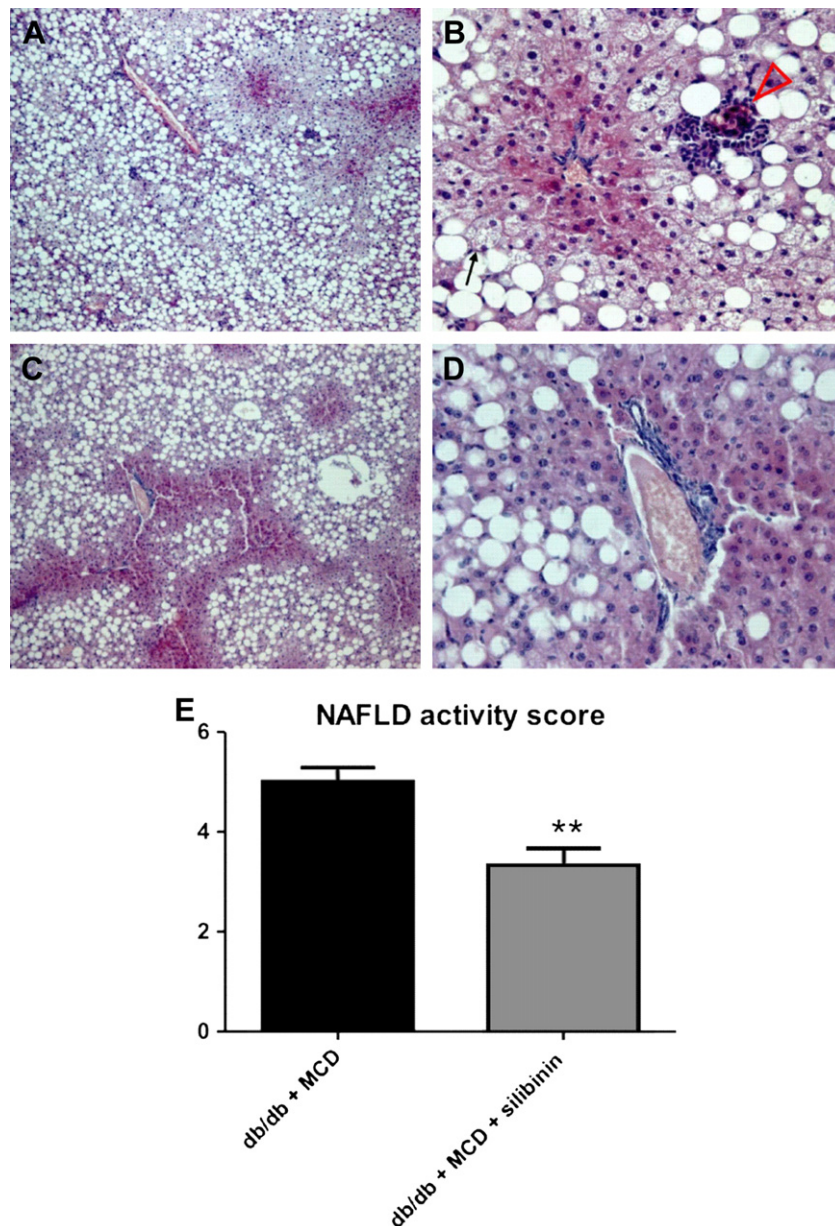 A
B
C
D
E
NAFLD activity score
6
4
2
0
**
db/db + MCD
db/db + MCD + silibinin